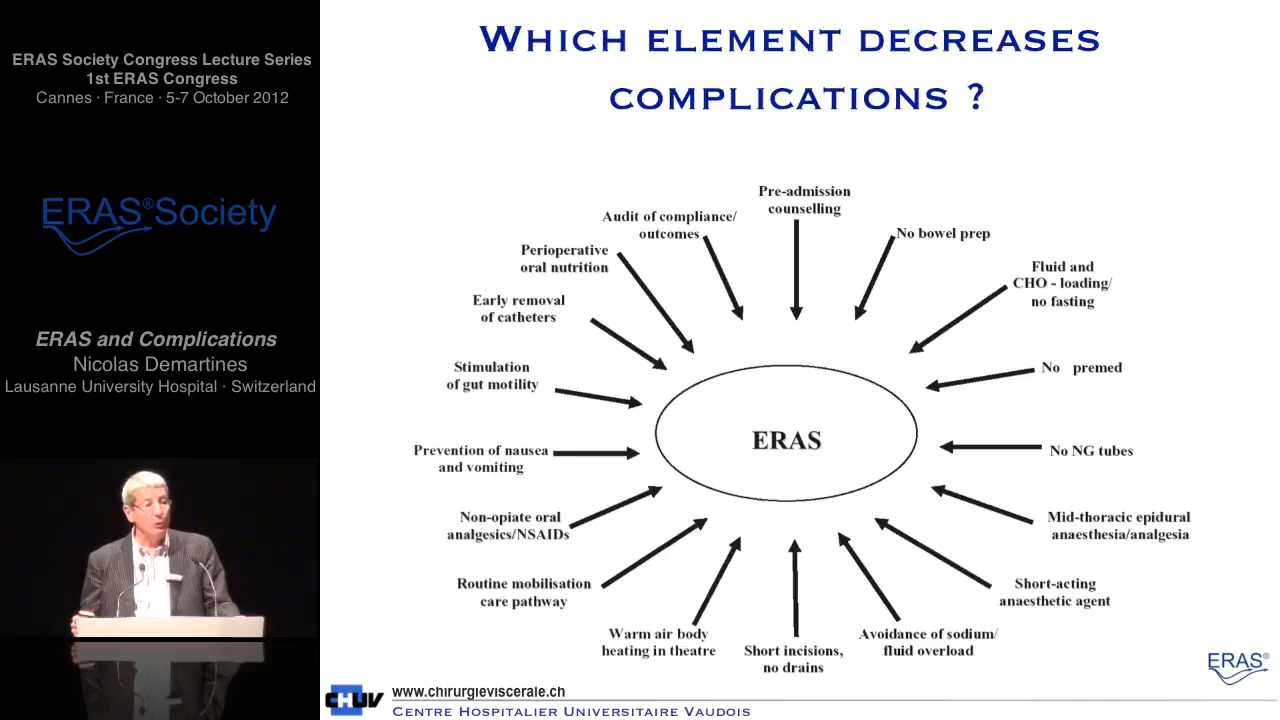 ERAS Society Congress Lecture Series
1st ERAS Congress
Cannes · France · 5-7 October 2012
ERAS®Society
ERAS and Complications
Nicolas Demartines
Lausanne University Hospital · Switzerland
WHICH ELEMENT DECREASES
COMPLICATIONS ?
Pre-admission
counselling
Audit of compliance/
outcomes
No bowel prep
Perioperative
oral nutrition
Fluid and
CHO - loading/
no fasting
Early removal
of catheters
Stimulation
of gut motility
No premed
ERAS
Prevention of nausea
and vomiting
No NG tubes
Non-opiate oral
analgesics/NSAIDs
Mid-thoracic epidural
anaesthesia/analgesia
Routine mobilisation
care pathway
Short-acting
anaesthetic agent
Warm air body
heating in theatre
Short incisions,
no drains
Avoidance of sodium/
fluid overload
ERAS®
CHUV
www.chirurgieviscerale.ch
CENTRE HOSPITALIER UNIVERSITAIRE VAUDOIS